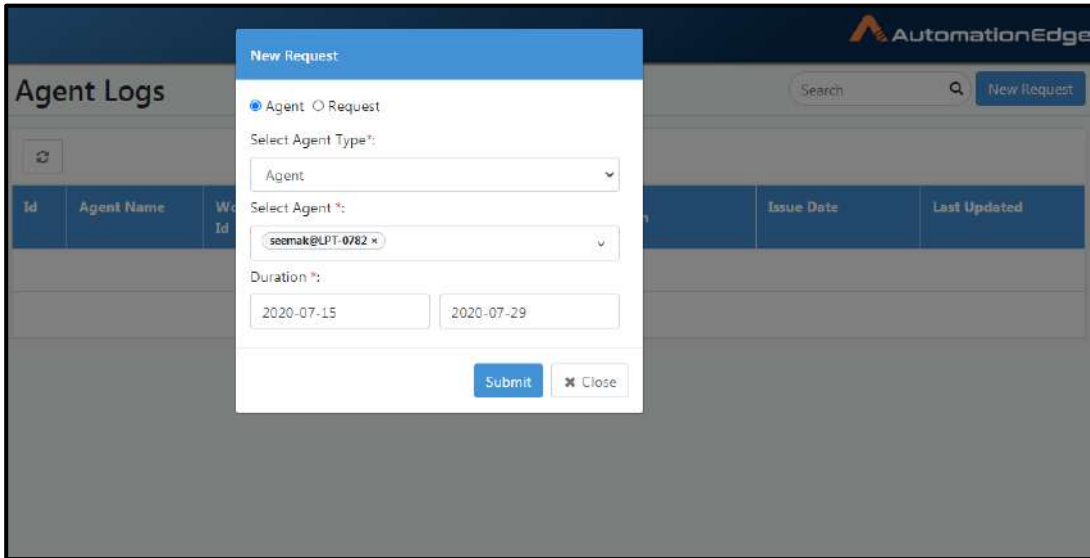 AutomationEdge
New Request
Agent Logs
Search
New Request
Agent Request
Select Agent Type*:
Agent
Id Agent Name Issue Date Last Updated
Id
Select Agent *:
seemak@LPT-0782 ×
Duration *:
2020-07-15 2020-07-29
Submit ✖ Close